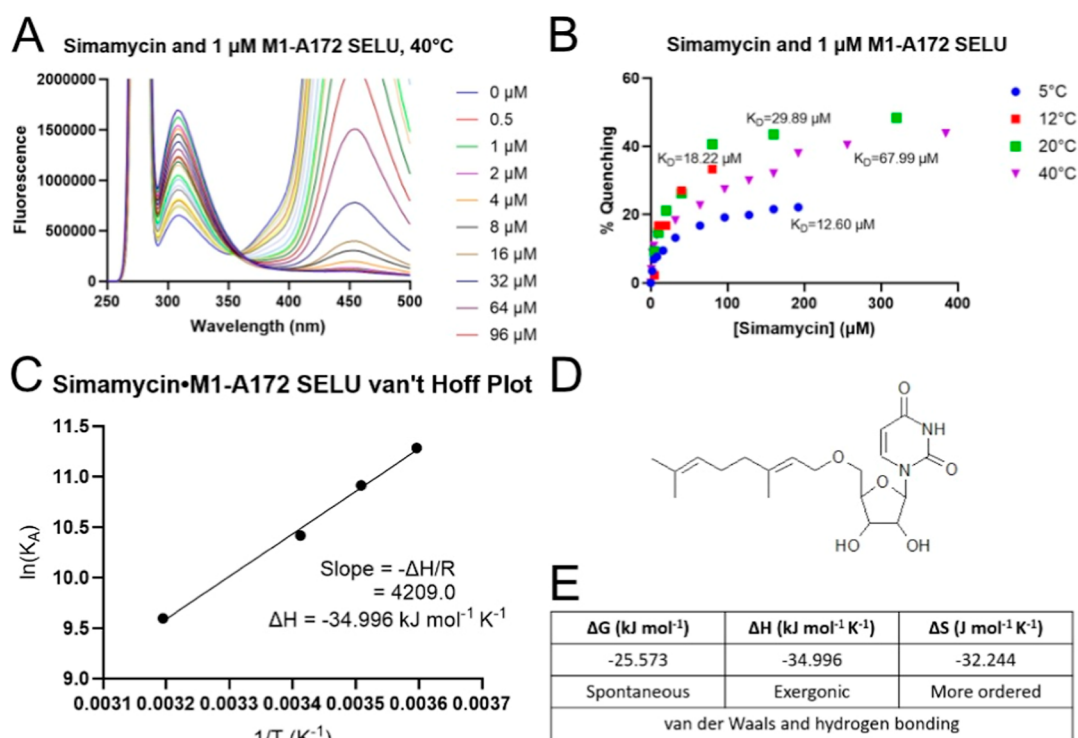 A
Simamycin and 1 µM M1-A172 SELU, 40°C
Fluorescence
2000000
1500000
1000000
500000
0
250 300 350 400 450 500
Wavelength (nm)
0 µM
0.5
1 µM
2 µM
4 µM
8 µM
16 µM
32 µM
64 µM
96 µM
B
Simamycin and 1 µM M1-A172 SELU
% Quenching
60
40
20
0
0 100 200 300 400
[Simamycin] (µM)
K_D=29.89 µM
K_D=18.22 µM
K_D=67.99 µM
K_D=12.60 µM
5°C
12°C
20°C
40°C
C
Simamycin•M1-A172 SELU van't Hoff Plot
ln(K_A)
11.5
11.0
10.5
10.0
9.5
9.0
0.0031 0.0032 0.0033 0.0034 0.0035 0.0036 0.0037
1/T (K⁻¹)
Slope = -ΔH/R
= 4209.0
ΔH = -34.996 kJ mol⁻¹ K⁻¹
D
O
NH
O
N
O
O
HO
OH
E
ΔG (kJ mol⁻¹) ΔH (kJ mol⁻¹ K⁻¹) ΔS (J mol⁻¹ K⁻¹)
-25.573 -34.996 -32.244
Spontaneous Exergonic More ordered
van der Waals and hydrogen bonding